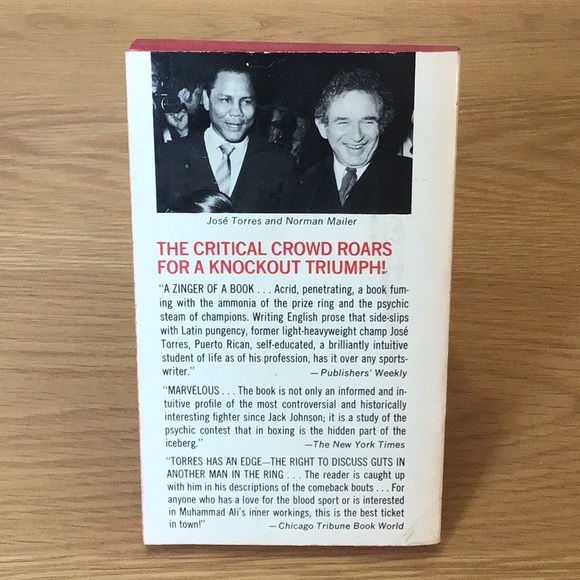 José Torres and Norman Mailer
THE CRITICAL CROWD ROARS
FOR A KNOCKOUT TRIUMPH!
"A ZINGER OF A BOOK . . . Acrid, penetrating, a book fum-
ing with the ammonia of the prize ring and the psychic
steam of champions. Writing English prose that side-slips
with Latin pungency, former light-heavyweight champ José
Torres, Puerto Rican, self-educated, a brilliantly intuitive
student of life as of his profession, has it over any sports-
writer." —Publishers' Weekly
"MARVELOUS . . . The book is not only an informed and in-
tuitive profile of the most controversial and historically
interesting fighter since Jack Johnson; it is a study of the
psychic contest that in boxing is the hidden part of the
iceberg." —The New York Times
"TORRES HAS AN EDGE—THE RIGHT TO DISCUSS GUTS IN
ANOTHER MAN IN THE RING . . . The reader is caught up
with him in his descriptions of the comeback bouts . . . For
anyone who has a love for the blood sport or is interested
in Muhammad Ali's inner workings, this is the best ticket
in town!" —Chicago Tribune Book World